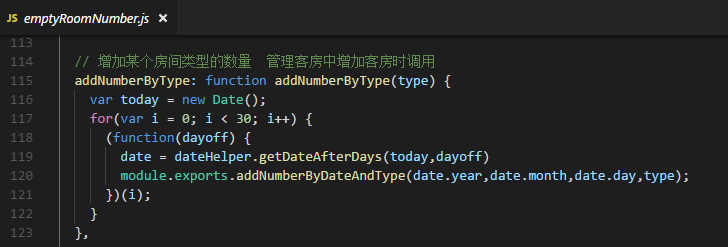 JS emptyRoomNumber.js ×
113
114 // 增加某个房间类型的数量  管理客房中增加客房时调用
115 addNumberByType: function addNumberByType(type) {
116 var today = new Date();
117 for(var i = 0; i < 30; i++) {
118 (function(dayoff) {
119 date = dateHelper.getDateAfterDays(today,dayoff)
120 module.exports.addNumberByDateAndType(date.year,date.month,date.day,type);
121 })(i);
122 }
123 },